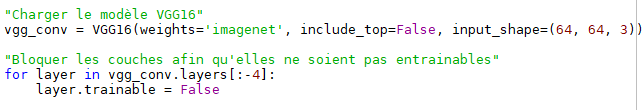 "Charger le modèle VGG16"
vgg_conv = VGG16(weights='imagenet', include_top=False, input_shape=(64, 64, 3))
"Bloquer les couches afin qu'elles ne soient pas entrainables"
for layer in vgg_conv.layers[:-4]:
    layer.trainable = False